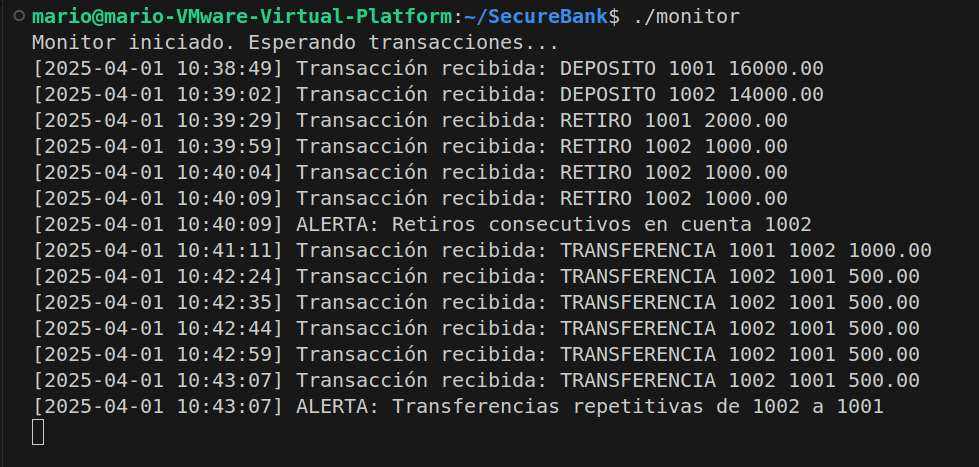 mario@mario-VMware-Virtual-Platform:~/SecureBank$ ./monitor
Monitor iniciado. Esperando transacciones...
[2025-04-01 10:38:49] Transacción recibida: DEPOSITO 1001 16000.00
[2025-04-01 10:39:02] Transacción recibida: DEPOSITO 1002 14000.00
[2025-04-01 10:39:29] Transacción recibida: RETIRO 1001 2000.00
[2025-04-01 10:39:59] Transacción recibida: RETIRO 1002 1000.00
[2025-04-01 10:40:04] Transacción recibida: RETIRO 1002 1000.00
[2025-04-01 10:40:09] Transacción recibida: RETIRO 1002 1000.00
[2025-04-01 10:40:09] ALERTA: Retiros consecutivos en cuenta 1002
[2025-04-01 10:41:11] Transacción recibida: TRANSFERENCIA 1001 1002 1000.00
[2025-04-01 10:42:24] Transacción recibida: TRANSFERENCIA 1002 1001 500.00
[2025-04-01 10:42:35] Transacción recibida: TRANSFERENCIA 1002 1001 500.00
[2025-04-01 10:42:44] Transacción recibida: TRANSFERENCIA 1002 1001 500.00
[2025-04-01 10:42:59] Transacción recibida: TRANSFERENCIA 1002 1001 500.00
[2025-04-01 10:43:07] Transacción recibida: TRANSFERENCIA 1002 1001 500.00
[2025-04-01 10:43:07] ALERTA: Transferencias repetitivas de 1002 a 1001